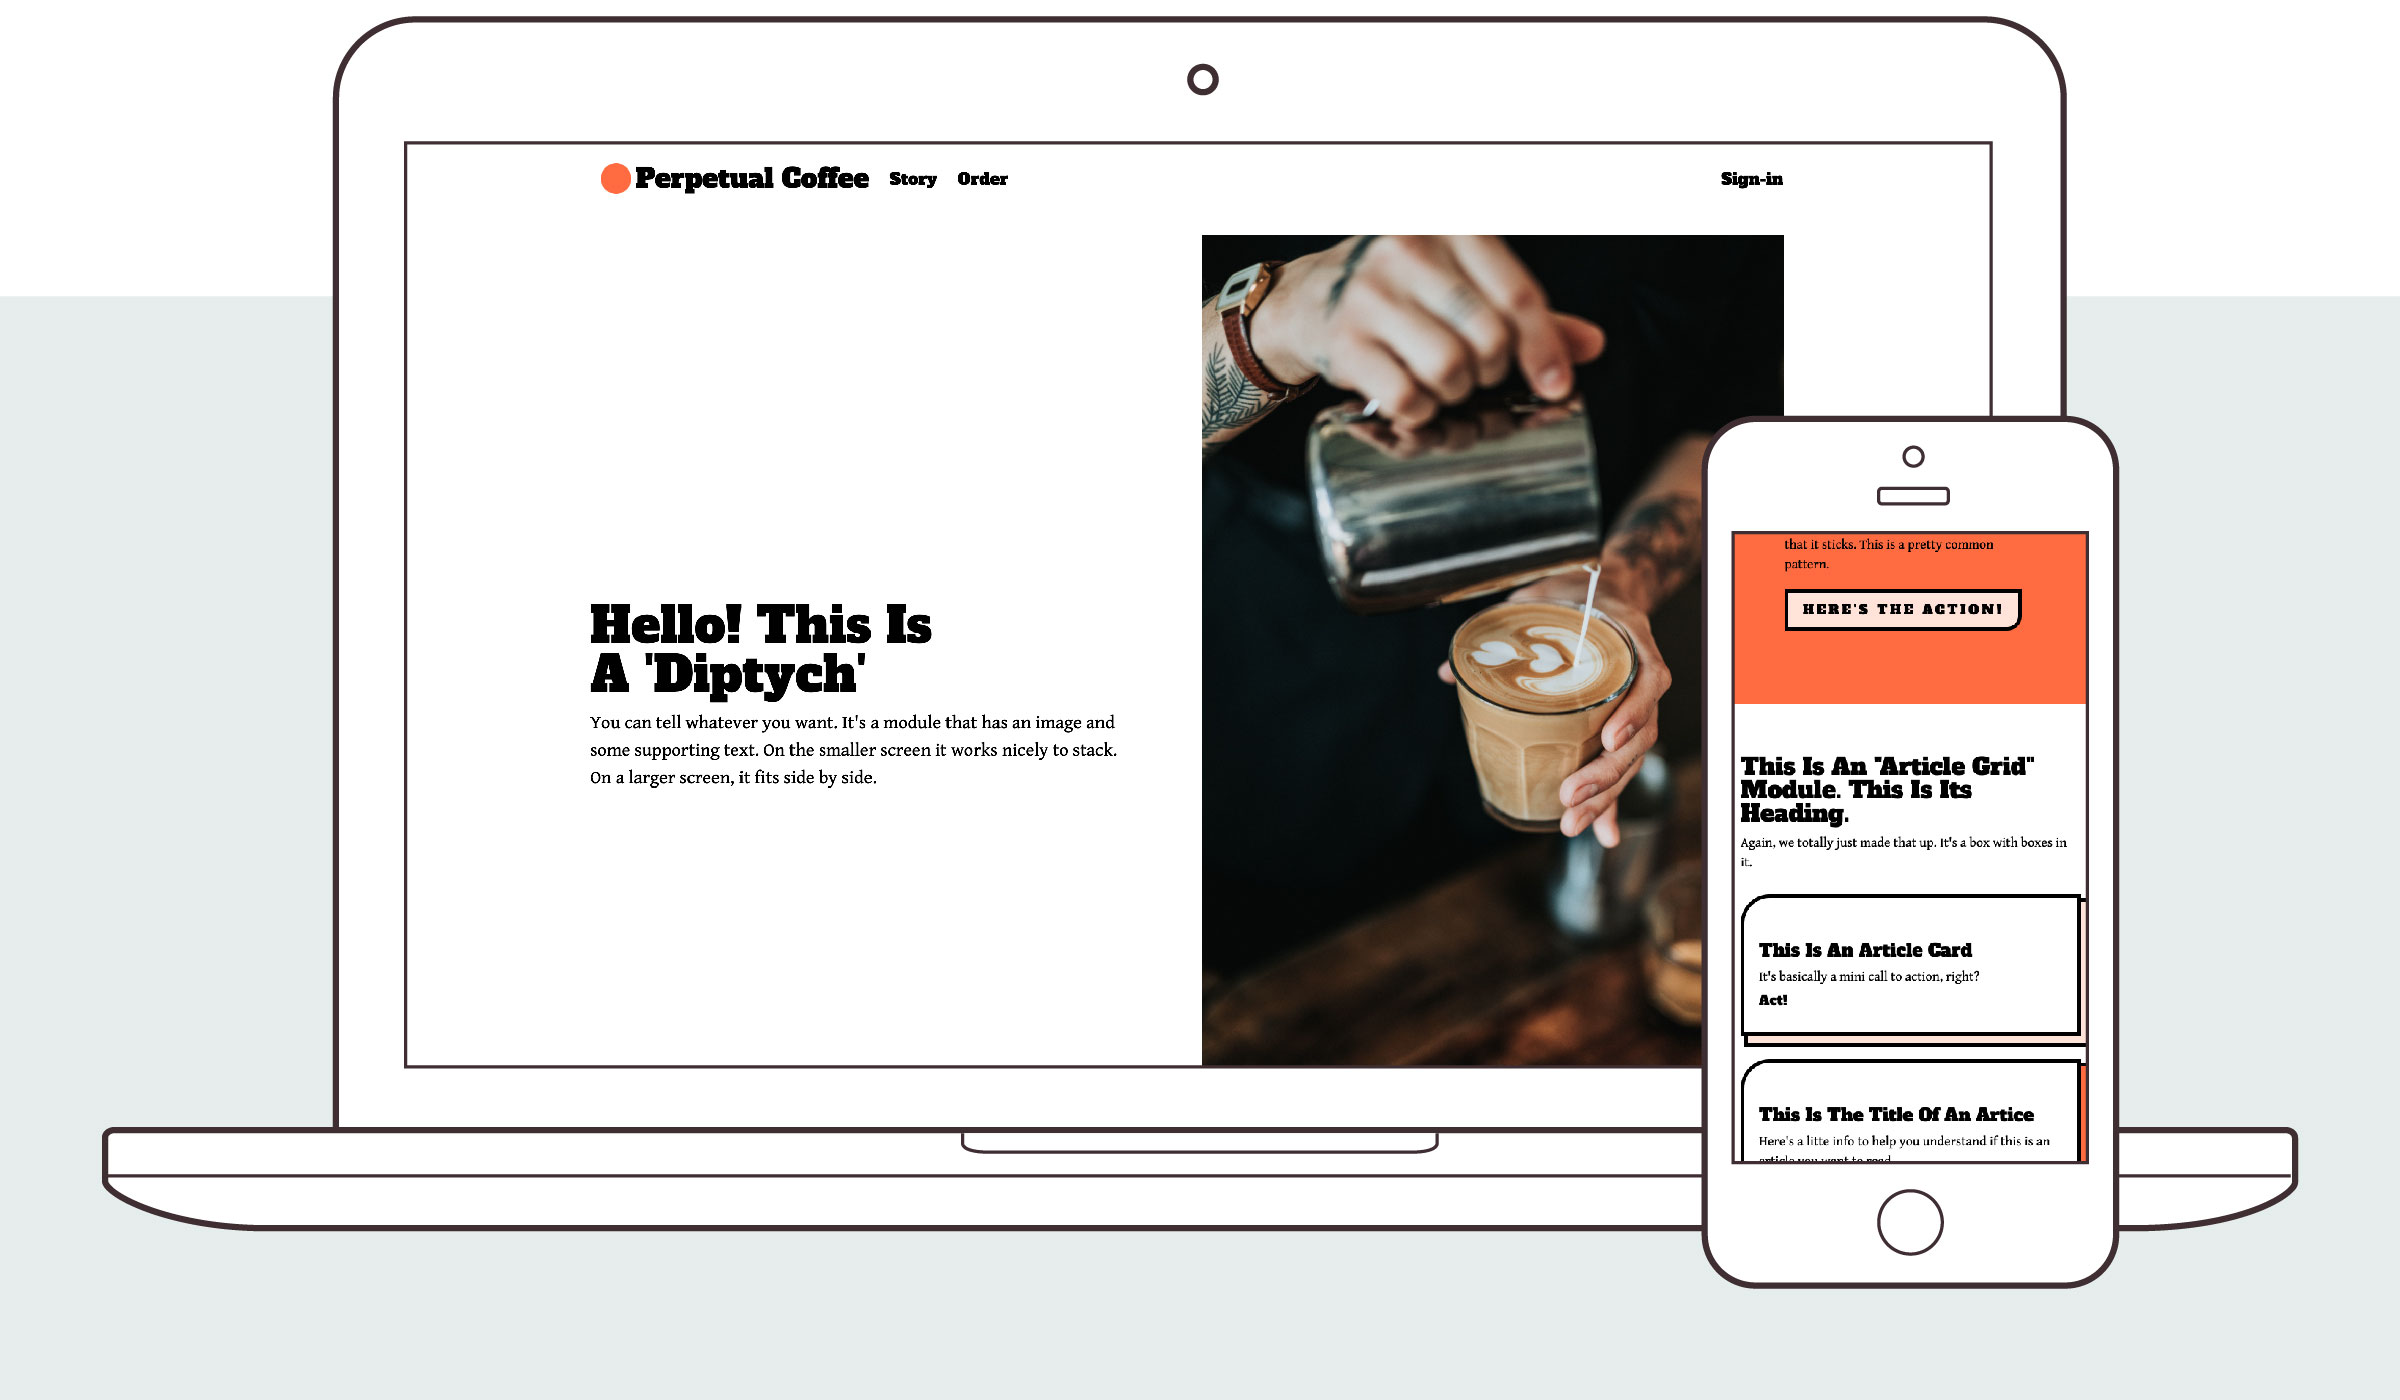 Perpetual Coffee Story Order Sign-in
Hello! This Is
A 'Diptych'
You can tell whatever you want. It's a module that has an image and
some supporting text. On the smaller screen it works nicely to stack.
On a larger screen, it fits side by side.
that it sticks. This is a pretty common
pattern.
HERE'S THE ACTION!
This Is An "Article Grid"
Module. This Is Its
Heading.
Again, we totally just made that up. It's a box with boxes in
it.
This Is An Article Card
It's basically a mini call to action, right?
Act!
This Is The Title Of An Artice
Here's a litte info to help you understand if this is an
article you want to read